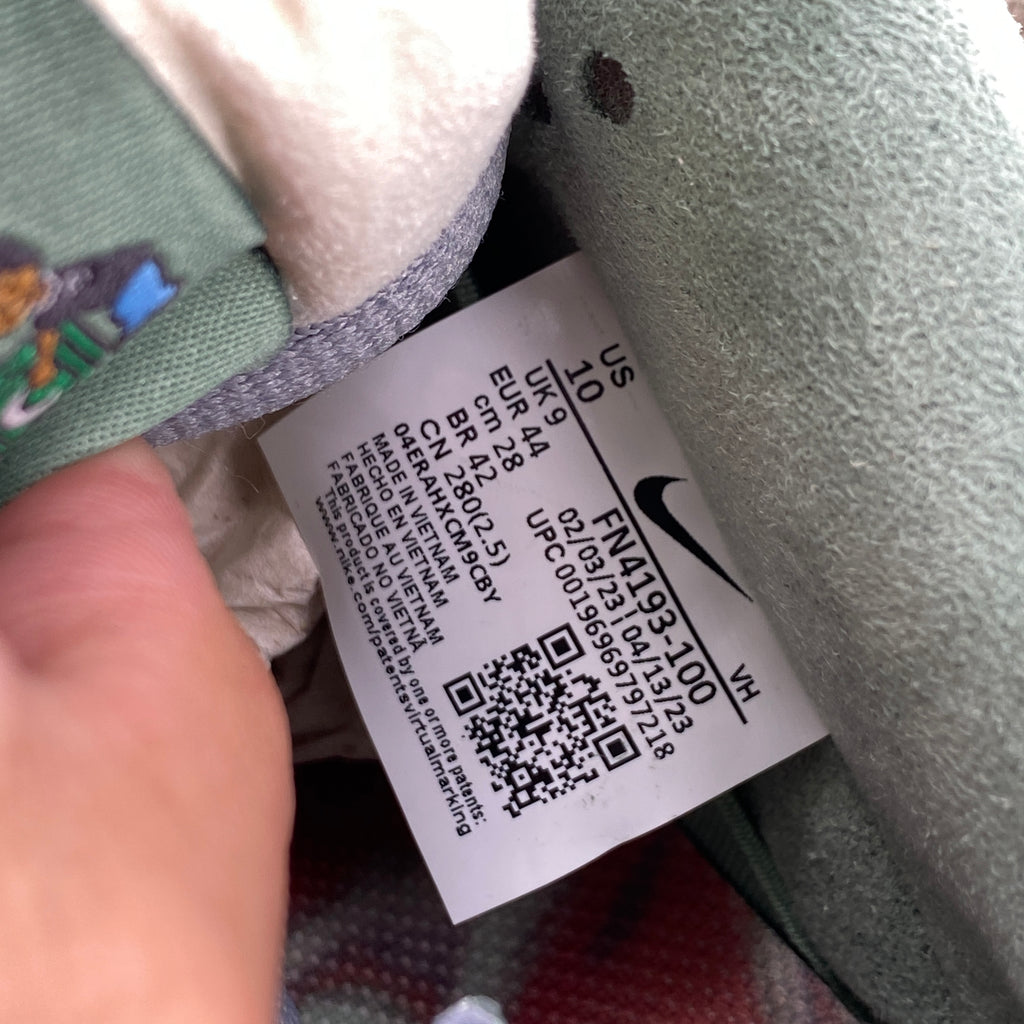 US
10
UK 9
EUR 44
cm 28
BR 42
CN 280(2.5)
04ERAHXCM9CBY
MADE IN VIETNAM
HECHO EN VIETNAM
FABRIQUE AU VIETNAM
FABRICADO NO VIETNÃ
This product is covered by one or more patents:
www.nike.com/patentsvirtualmarking
VH
FN4193-100
02/03/23 | 04/13/23
UPC 00196969797218